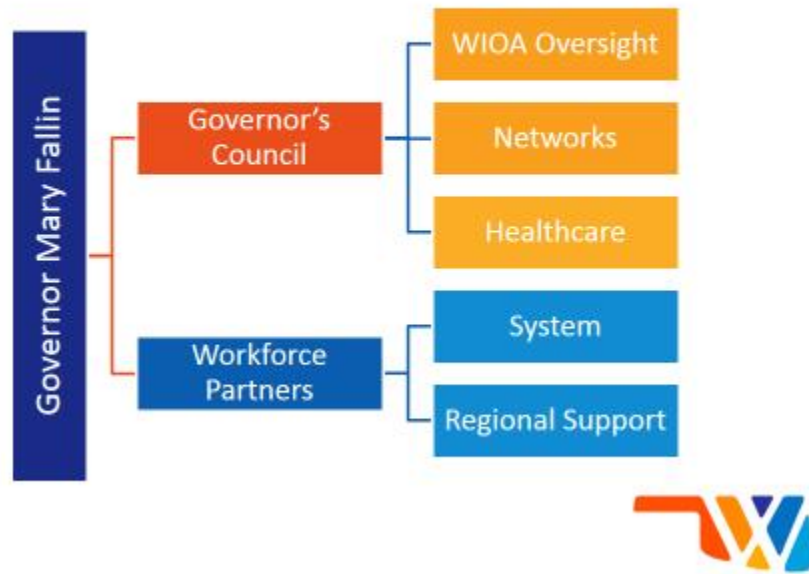 Governor Mary Fallin
Governor's
Council
WIOA Oversight
Networks
Healthcare
Workforce
Partners
System
Regional Support